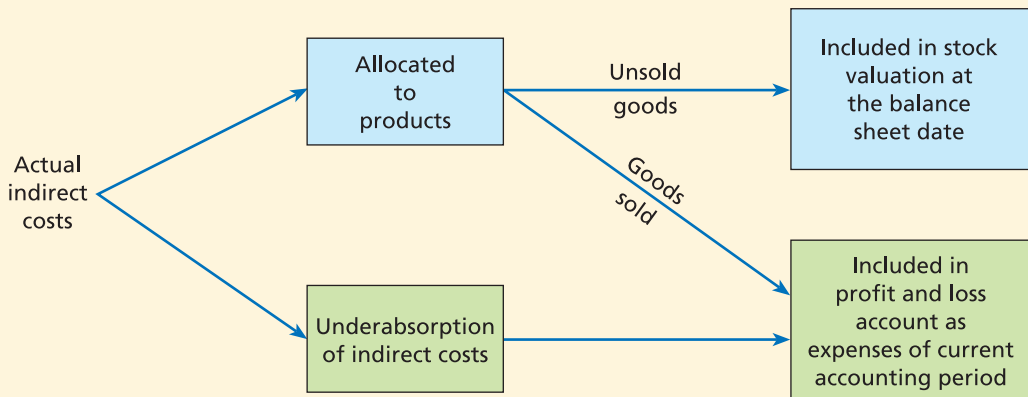 Actual
indirect
costs
Allocated
to
products
Unsold
goods
Goods
sold
Included in stock
valuation at
the balance
sheet date
Underabsorption
of indirect costs
Included in
profit and loss
account as
expenses of current
accounting period